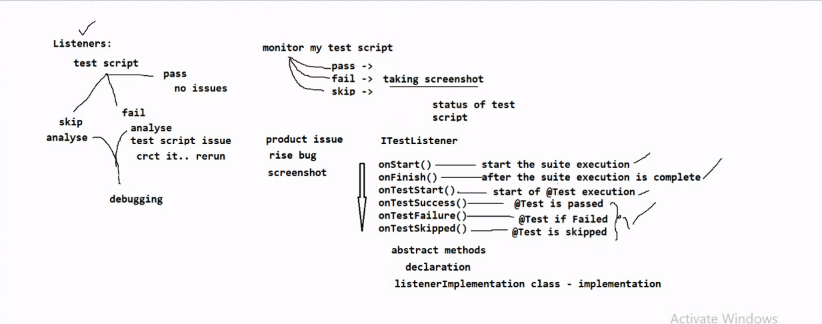 Listeners:
test script
pass
no issues
fail
skip
analyse
analyse
test script issue
crct it.. rerun
debugging
monitor my test script
pass ->
fail -> taking screenshot
skip ->
status of test
script
product issue
rise bug
screenshot
ITestListener
onStart() start the suite execution
onFinish() after the suite execution is complete
onTestStart(). start of @Test execution
onTestSuccess() @Test is passed
onTestFailure() @Test if Failed
onTestSkipped() @Test is skipped
abstract methods
declaration
listenerImplementation class - implementation
Activate Windows